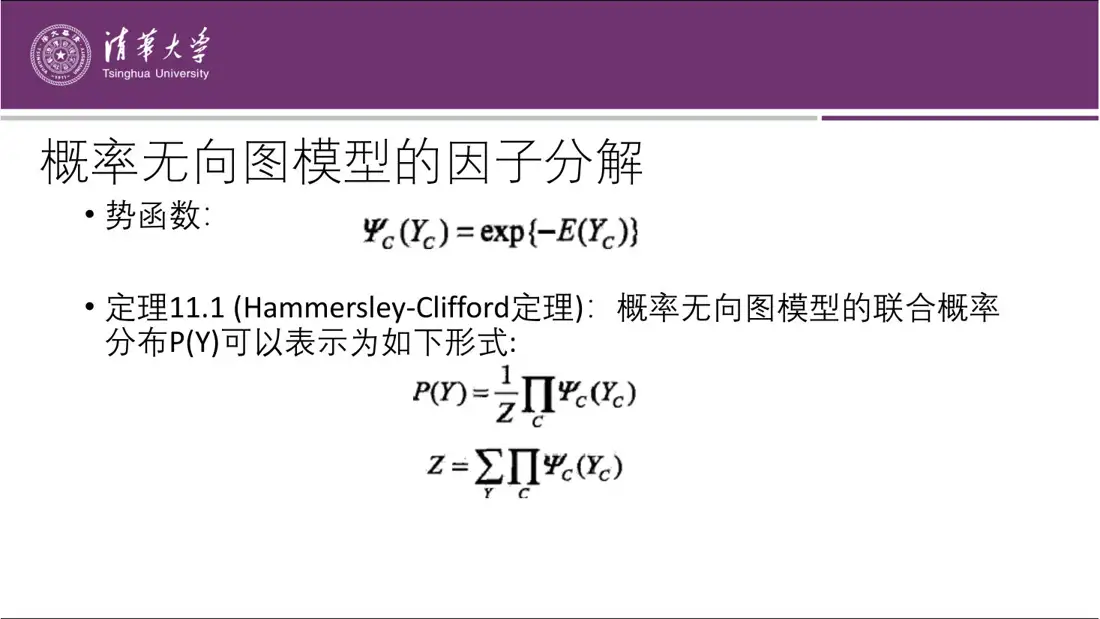 清华大学
Tsinghua University
概率无向图模型的因子分解
• 势函数:
Ψ_C(Y_C) = exp{−E(Y_C)}
• 定理11.1 (Hammersley-Clifford定理)：概率无向图模型的联合概率
分布P(Y)可以表示为如下形式:
P(Y) = \frac{1}{Z} ∏_C Ψ_C(Y_C)
Z = ∑_Y ∏_C Ψ_C(Y_C)